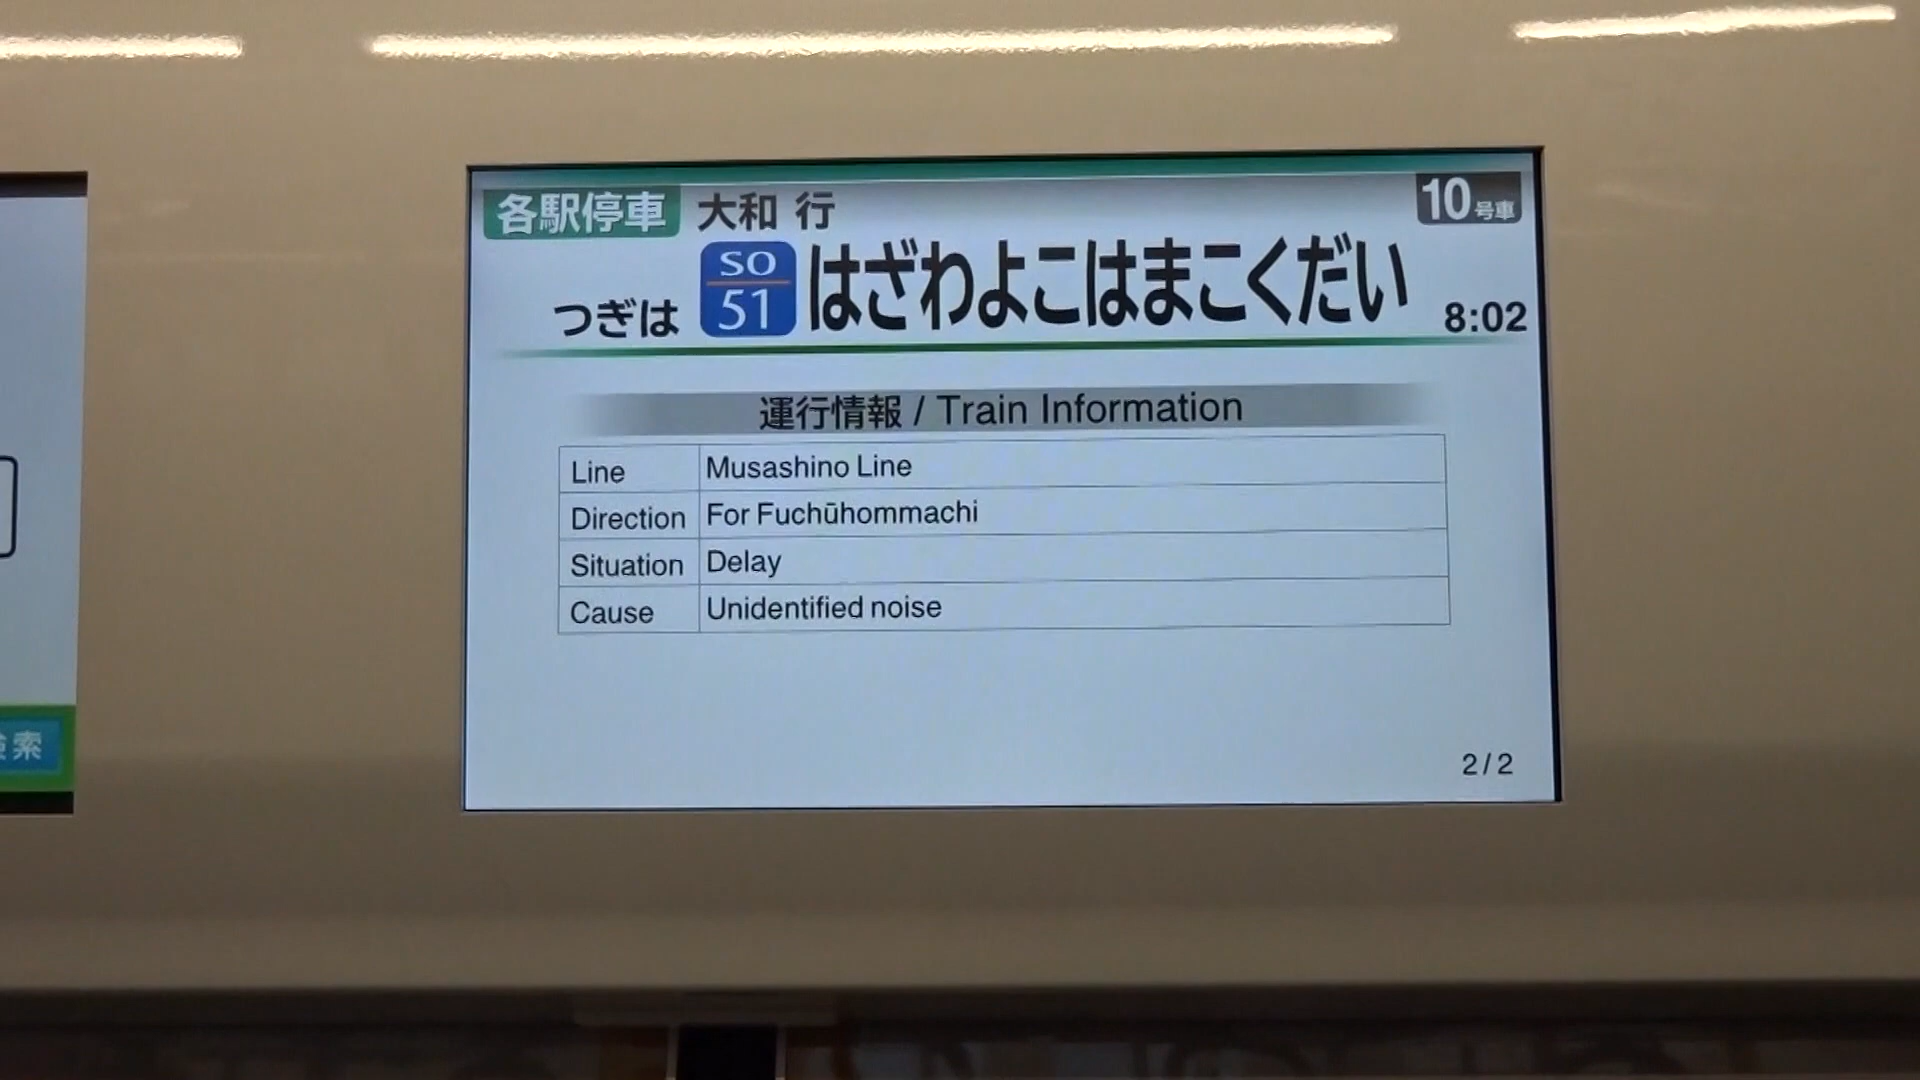 各駅停車 大和 行 10号車
つぎは SO 51 はざわよこはまこくだい 8:02
運行情報 / Train Information
Line Musashino Line
Direction For Fuchūhommachi
Situation Delay
Cause Unidentified noise
2/2
索